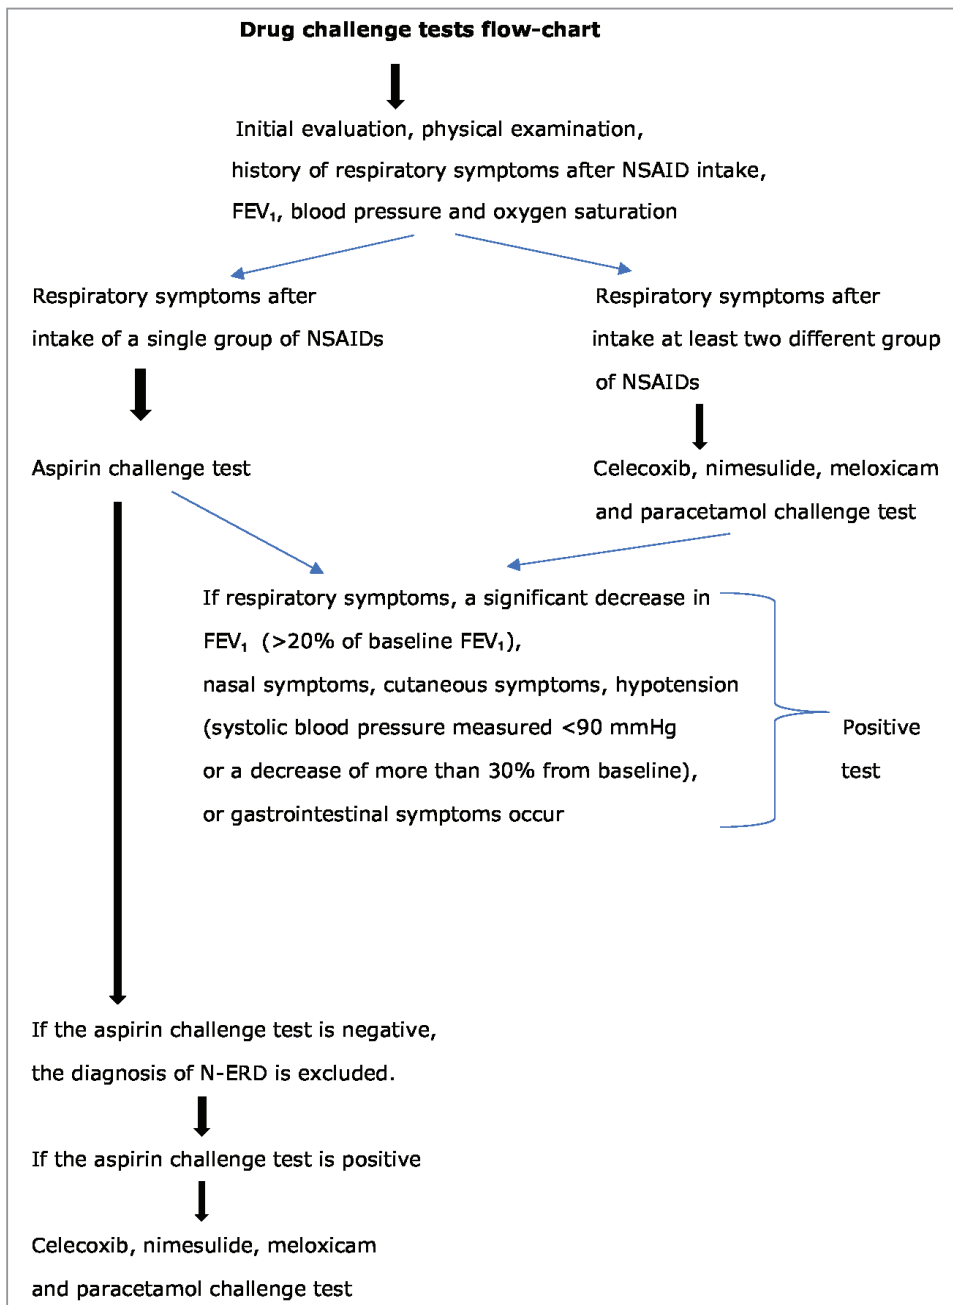 Drug challenge tests flow-chart
Initial evaluation, physical examination,
history of respiratory symptoms after NSAID intake,
FEV₁, blood pressure and oxygen saturation
Respiratory symptoms after
intake of a single group of NSAIDs
Respiratory symptoms after
intake at least two different group
of NSAIDs
Aspirin challenge test
Celecoxib, nimesulide, meloxicam
and paracetamol challenge test
If respiratory symptoms, a significant decrease in
FEV₁ (>20% of baseline FEV₁),
nasal symptoms, cutaneous symptoms, hypotension
(systolic blood pressure measured <90 mmHg
or a decrease of more than 30% from baseline),
or gastrointestinal symptoms occur
Positive
test
If the aspirin challenge test is negative,
the diagnosis of N-ERD is excluded.
If the aspirin challenge test is positive
Celecoxib, nimesulide, meloxicam
and paracetamol challenge test